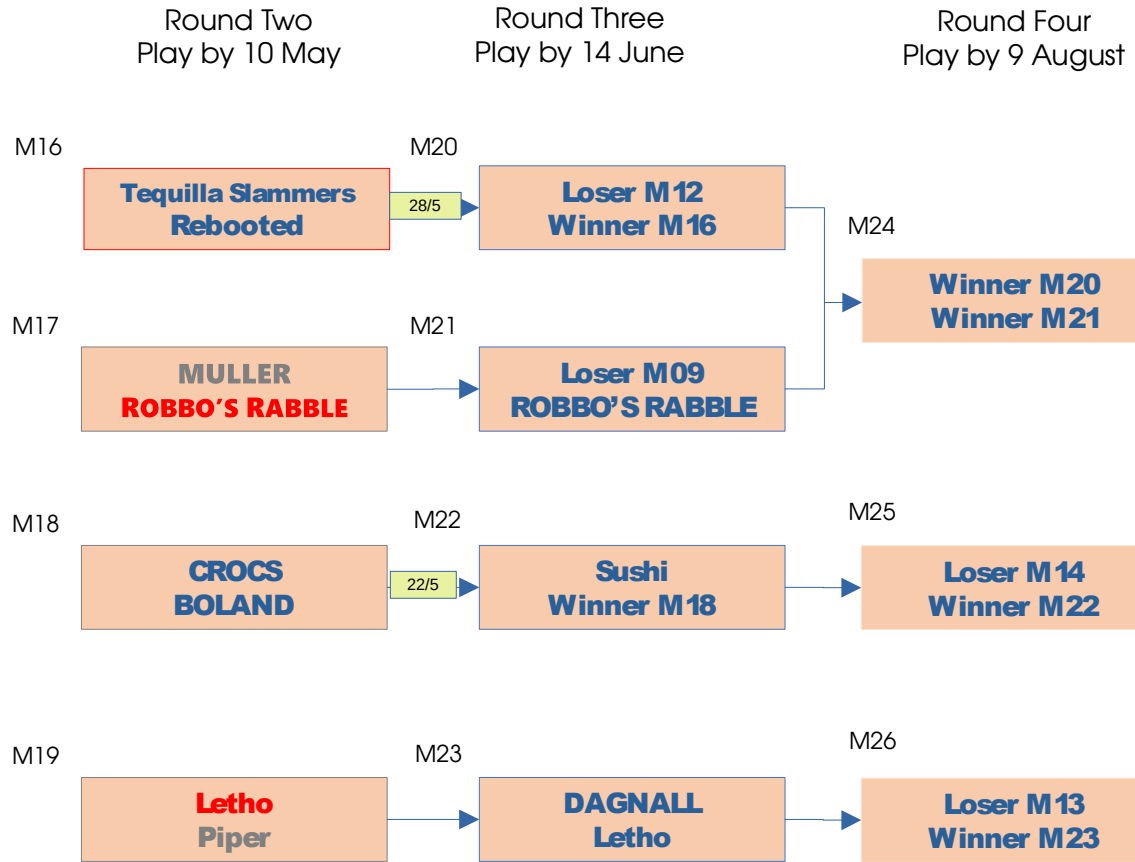 Round Two
Play by 10 May
Round Three
Play by 14 June
Round Four
Play by 9 August
M16
Tequilla Slammers
Rebooted
28/5
M20
Loser M12
Winner M16
M24
Winner M20
Winner M21
M17
MULLER
ROBBO'S RABBLE
M21
Loser M09
ROBBO'S RABBLE
M18
CROCS
BOLAND
22/5
M22
Sushi
Winner M18
M25
Loser M14
Winner M22
M19
Letho
Piper
M23
DAGNALL
Letho
M26
Loser M13
Winner M23